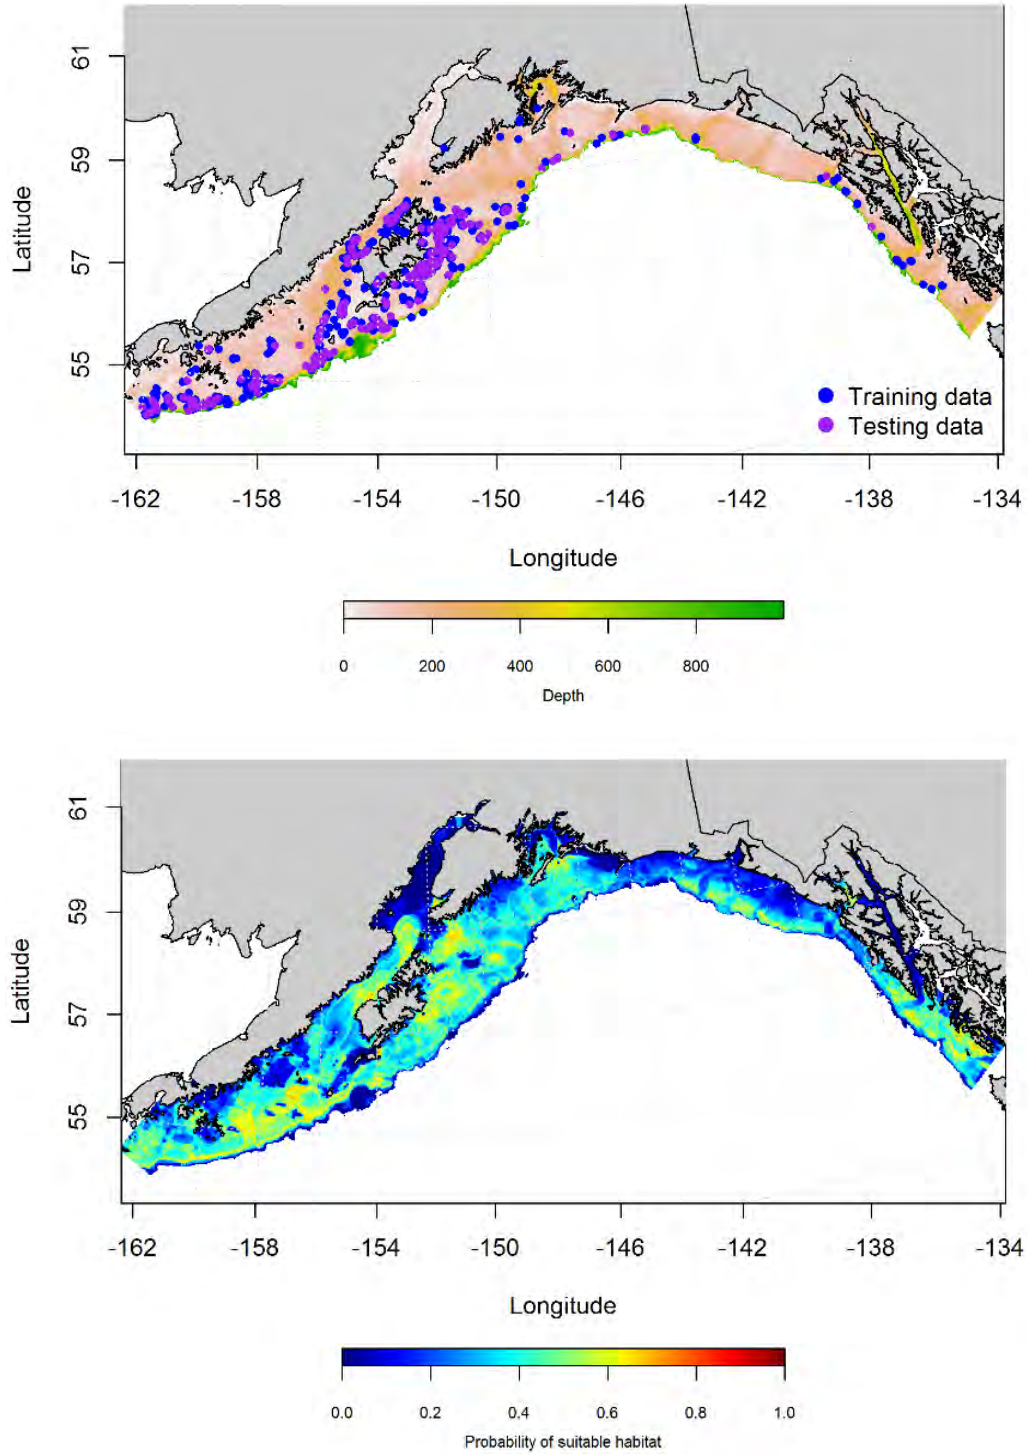 61
59
57
55
Latitude
Training data
Testing data
-162 -158 -154 -150 -146 -142 -138 -134
Longitude
0 200 400 600 800
Depth
61
59
57
55
Latitude
-162 -158 -154 -150 -146 -142 -138 -134
Longitude
0.0 0.2 0.4 0.6 0.8 1.0
Probability of suitable habitat